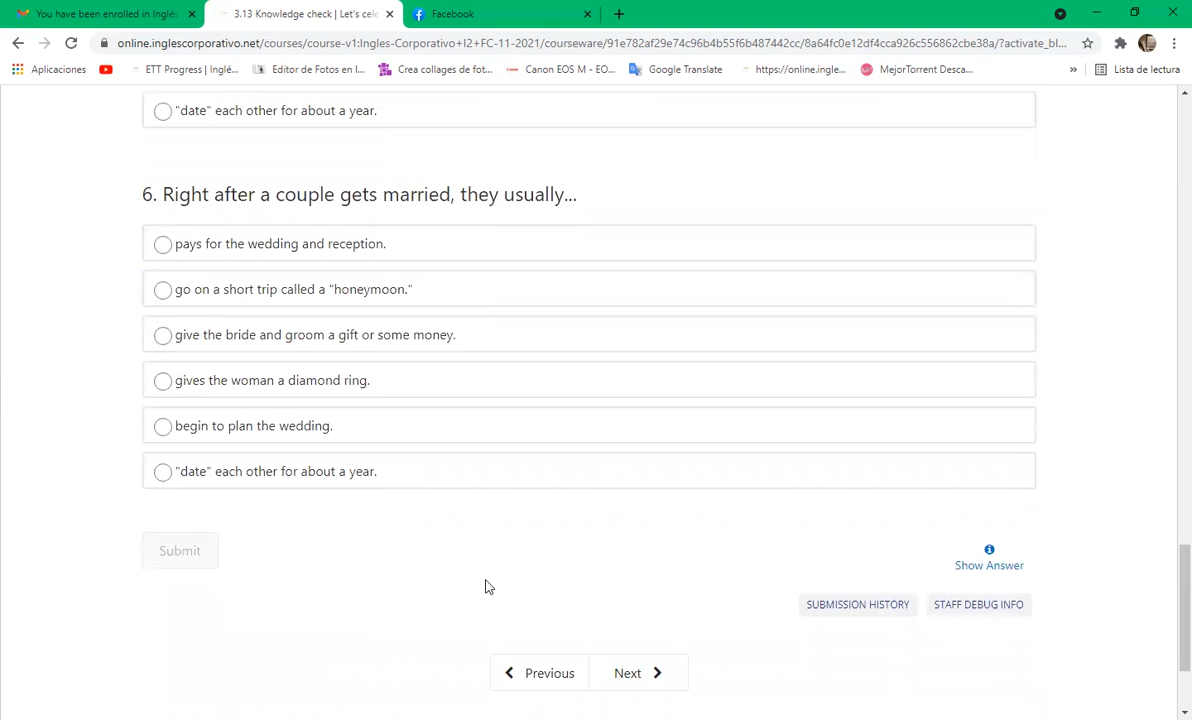 You have been enrolled in Inglés
3.13 Knowledge check | Let's cele
Facebook
online.inglescorporativo.net/courses/course-v1:Ingles-Corporativo+I2+FC-11-2021/courseware/91e782af29e74c96b4b55f6b487442cc/8a64fc0e12df4cca926c556862cbe38a/?activate_bl...
Aplicaciones
ETT Progress | Inglé...
Editor de Fotos en l...
Crea collages de fot...
Canon EOS M - EO...
Google Translate
https://online.ingle...
MejorTorrent Desca...
»
Lista de lectura
"date" each other for about a year.
6. Right after a couple gets married, they usually...
pays for the wedding and reception.
go on a short trip called a "honeymoon."
give the bride and groom a gift or some money.
gives the woman a diamond ring.
begin to plan the wedding.
"date" each other for about a year.
Submit
Show Answer
SUBMISSION HISTORY
STAFF DEBUG INFO
Previous
Next